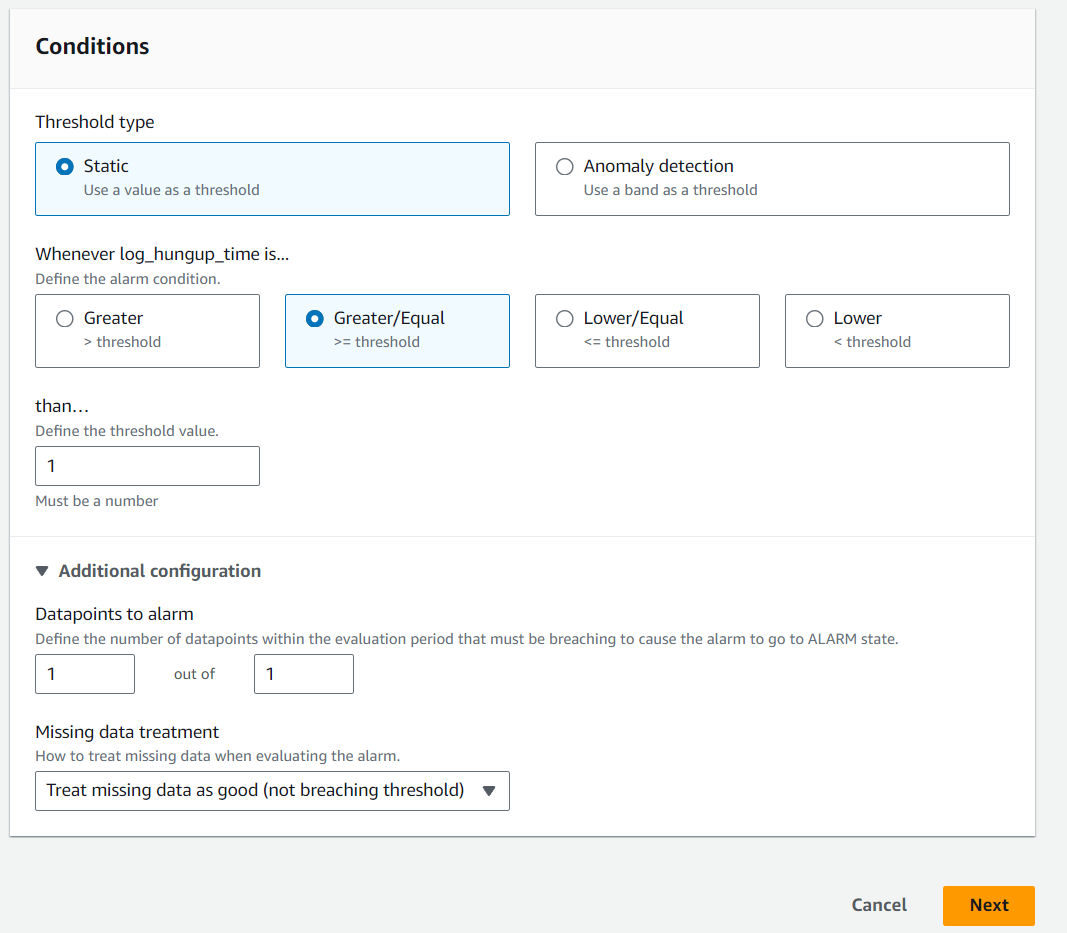 Conditions
Threshold type
Static
Use a value as a threshold
Anomaly detection
Use a band as a threshold
Whenever log_hungup_time is...
Define the alarm condition.
Greater
> threshold
Greater/Equal
>= threshold
Lower/Equal
<= threshold
Lower
< threshold
than…
Define the threshold value.
1
Must be a number
Additional configuration
Datapoints to alarm
Define the number of datapoints within the evaluation period that must be breaching to cause the alarm to go to ALARM state.
1 out of 1
Missing data treatment
How to treat missing data when evaluating the alarm.
Treat missing data as good (not breaching threshold)
Cancel Next